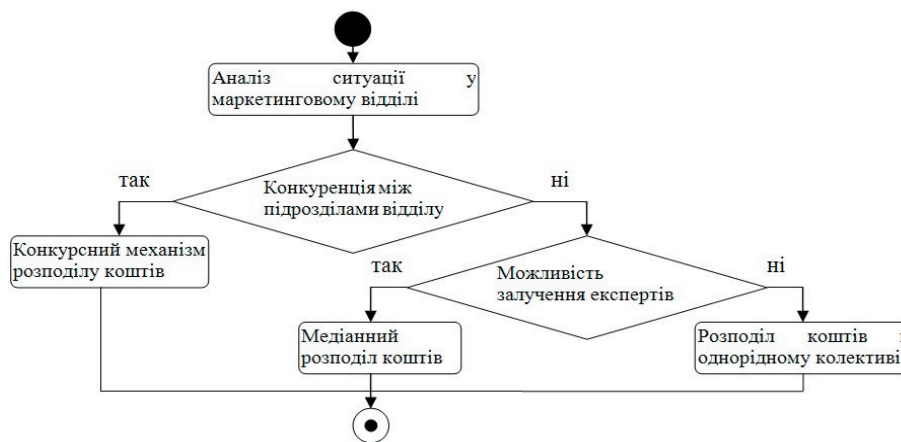 Аналіз ситуації у
маркетинговому відділі
так
Конкуренція між
підрозділами відділу
ні
Конкурсний механізм
розподілу коштів
так
Можливість
залучення експертів
ні
Медіанний
розподіл коштів
Розподіл коштів
однорідному колективі